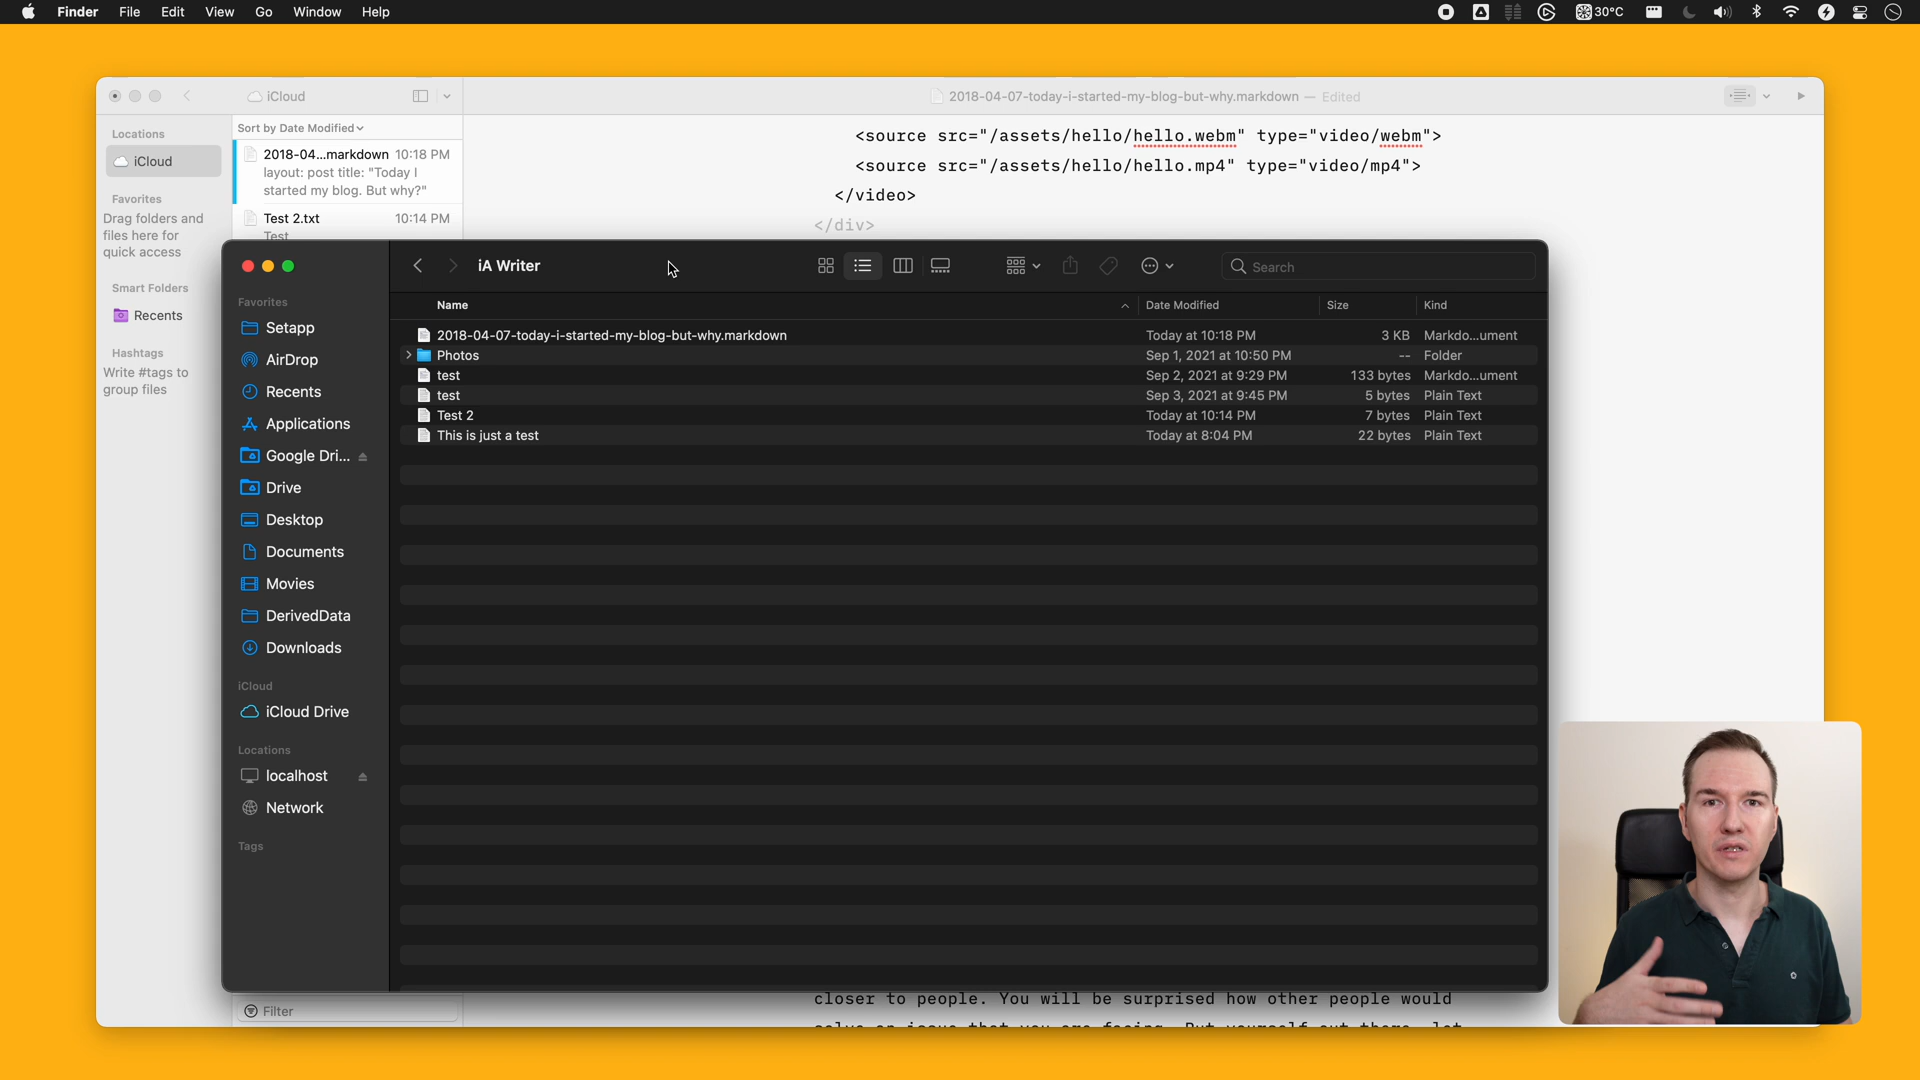 Finder File Edit View Go Window Help
30°C
iCloud
2018-04-07-today-i-started-my-blog-but-why.markdown — Edited
Locations
iCloud
Favorites
Drag folders and
files here for
quick access
Smart Folders
Recents
Hashtags
Write #tags to
group files
Sort by Date Modified
2018-04...markdown 10:18 PM
layout: post title: "Today I
started my blog. But why?"
Test 2.txt 10:14 PM
Test
<source src="/assets/hello/hello.webm" type="video/webm">
<source src="/assets/hello/hello.mp4" type="video/mp4">
</video>
</div>
iA Writer
Search
Favorites
Setapp
AirDrop
Recents
Applications
Google Dri...
Drive
Desktop
Documents
Movies
DerivedData
Downloads
iCloud
iCloud Drive
Locations
localhost
Network
Tags
Name Date Modified Size Kind
2018-04-07-today-i-started-my-blog-but-why.markdown Today at 10:18 PM 3 KB Markdo...ument
Photos Sep 1, 2021 at 10:50 PM -- Folder
test Sep 2, 2021 at 9:29 PM 133 bytes Markdo...ument
test Sep 3, 2021 at 9:45 PM 5 bytes Plain Text
Test 2 Today at 10:14 PM 7 bytes Plain Text
This is just a test Today at 8:04 PM 22 bytes Plain Text
Filter
closer to people. You will be surprised how other people would